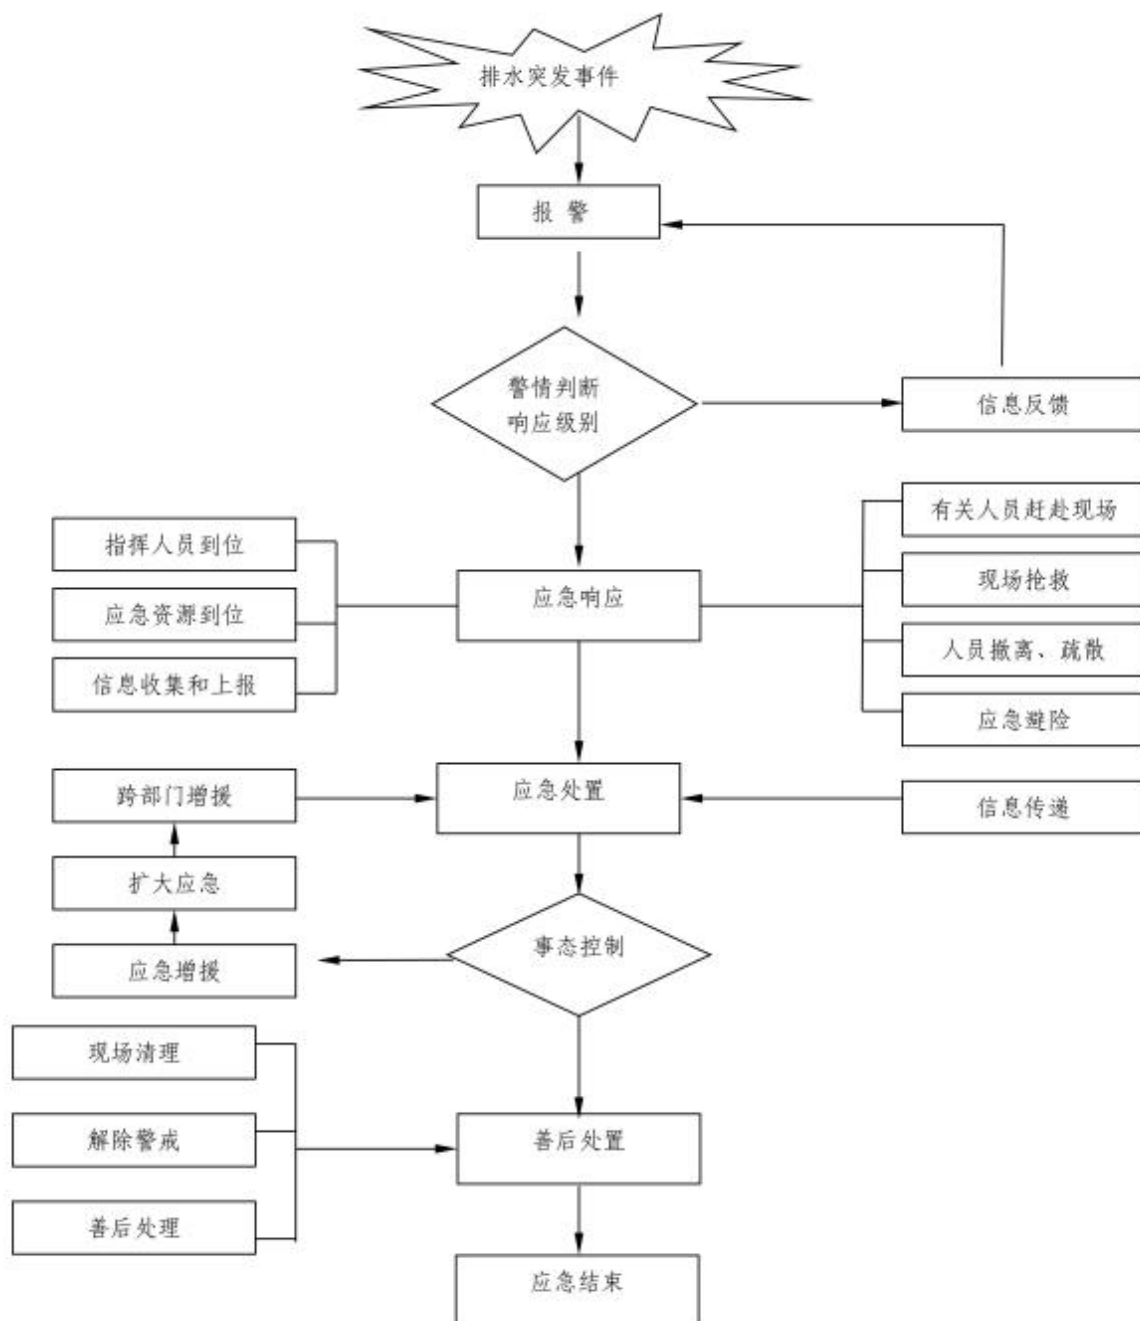 排水突发事件
报 警
警情判断
响应级别
信息反馈
指挥人员到位
应急资源到位
信息收集和上报
应急响应
有关人员赶赴现场
现场抢救
人员撤离、疏散
应急避险
跨部门增援
应急处置
信息传递
扩大应急
应急增援
事态控制
现场清理
解除警戒
善后处理
善后处置
应急结束